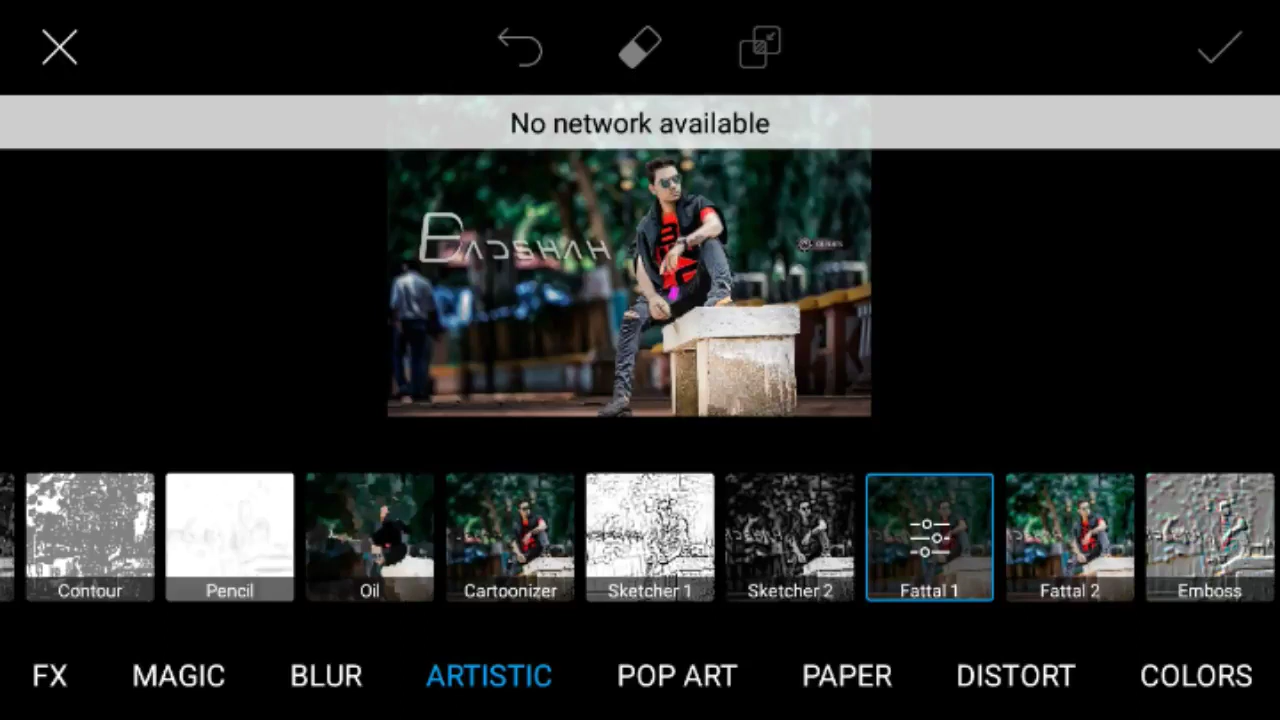 No network available
BADSHAH
Contour
Pencil
Oil
Cartoonizer
Sketcher 1
Sketcher 2
Fattal 1
Fattal 2
Emboss
FX
MAGIC
BLUR
ARTISTIC
POP ART
PAPER
DISTORT
COLORS